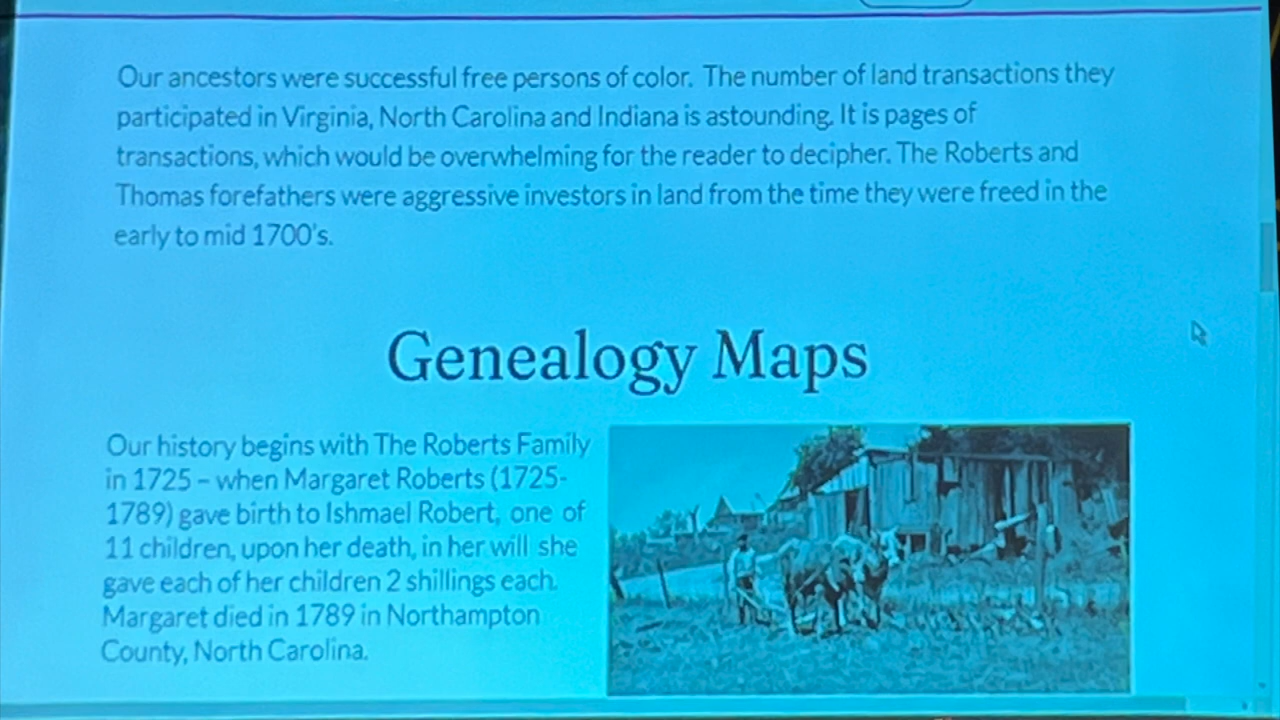 Our ancestors were successful free persons of color. The number of land transactions they
participated in Virginia, North Carolina and Indiana is astounding. It is pages of
transactions, which would be overwhelming for the reader to decipher. The Roberts and
Thomas forefathers were aggressive investors in land from the time they were freed in the
early to mid 1700's.
Genealogy Maps
Our history begins with The Roberts Family
in 1725 – when Margaret Roberts (1725-
1789) gave birth to Ishmael Robert, one of
11 children, upon her death, in her will she
gave each of her children 2 shillings each.
Margaret died in 1789 in Northampton
County, North Carolina.